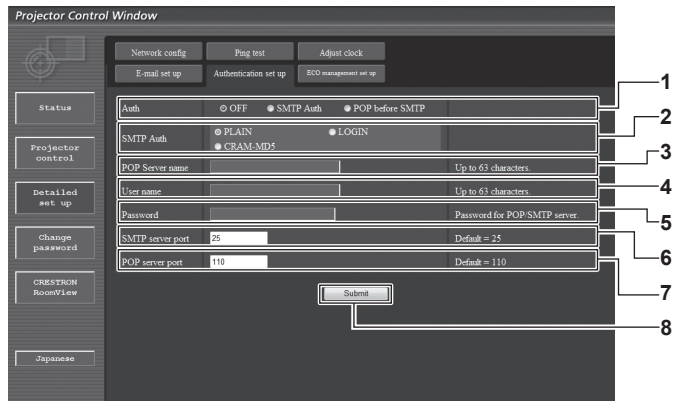 Projector Control Window
Network config Ping test Adjust clock
E-mail set up Authentication set up ECO management set up
Status
Projector control
Detailed set up
Change password
CRESTRON RoomView
Japanese
Auth OFF SMTP Auth POP before SMTP
SMTP Auth PLAIN LOGIN
CRAM-MD5
POP Server name Up to 63 characters.
User name Up to 63 characters.
Password Password for POP/SMTP server.
SMTP server port 25 Default = 25
POP server port 110 Default = 110
Submit
1
2
3
4
5
6
7
8